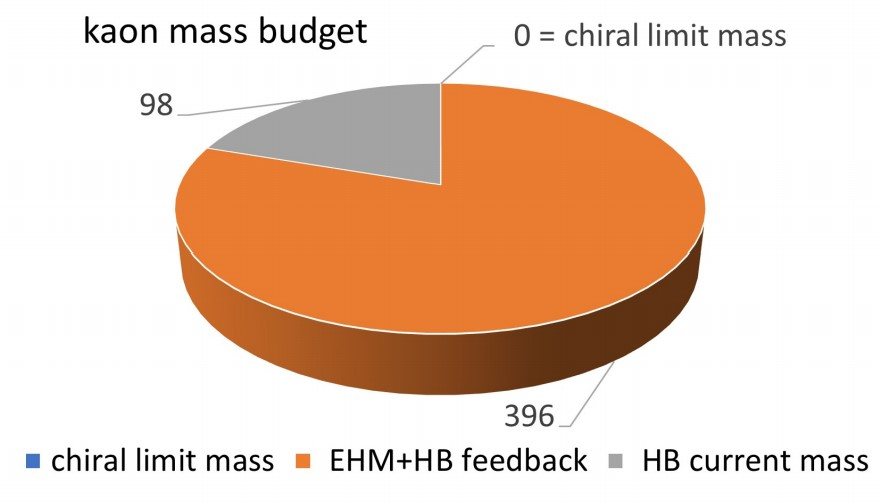 kaon mass budget
0 = chiral limit mass
98
396
chiral limit mass EHM+HB feedback HB current mass